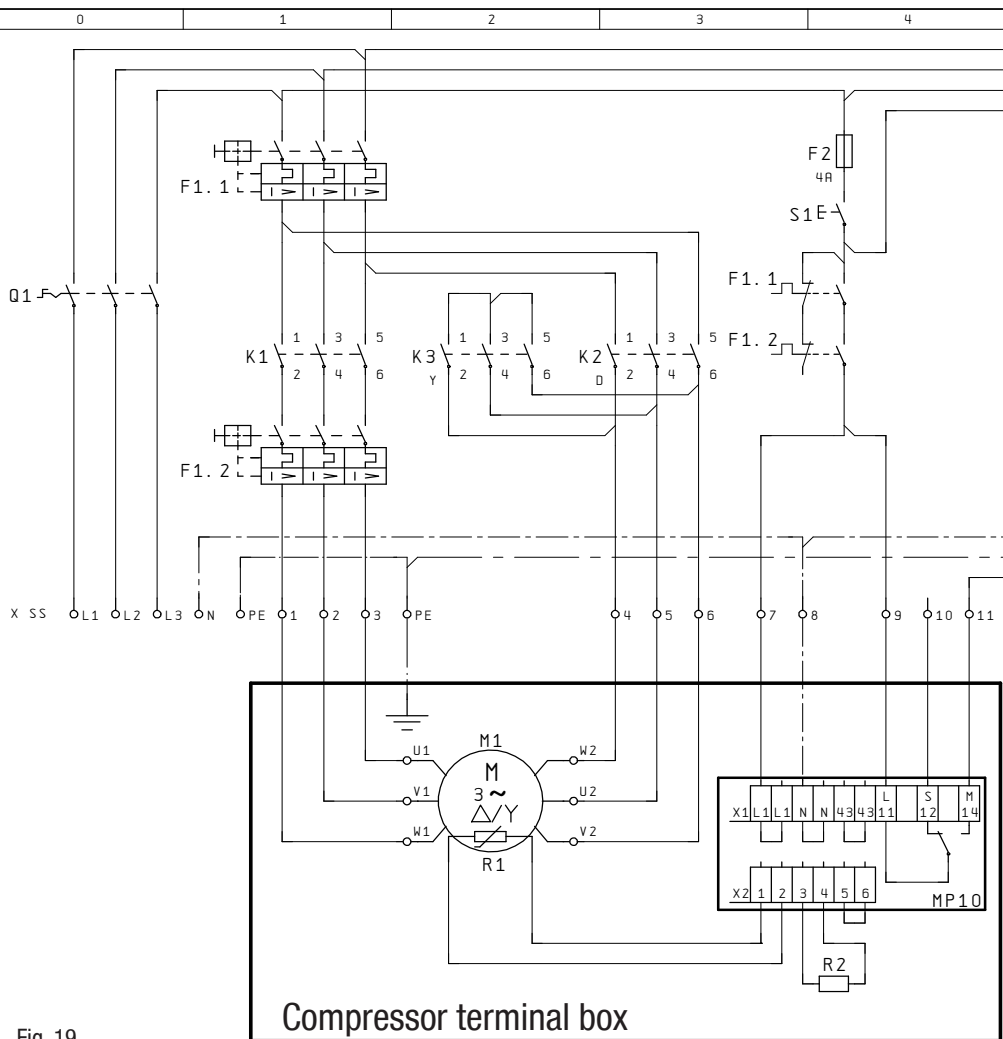 0 1 2 3 4
F2
4A
F1.1
S1
Q1
F1.1
1 3 5 1 3 5 1 3 5
K1 K3 K2 F1.2
2 4 6 Y 2 4 6 D 2 4 6
F1.2
X SS L1 L2 L3 N PE 1 2 3 PE 4 5 6 7 8 9 10 11
M1
U1 W2
M
3 ~
V1 U2
△/Y
W1 V2
R1
L S M
X1 L1 L1 N N 43 43 11 12 14
X2 1 2 3 4 5 6
MP10
R2
Compressor terminal box
Fig. 19